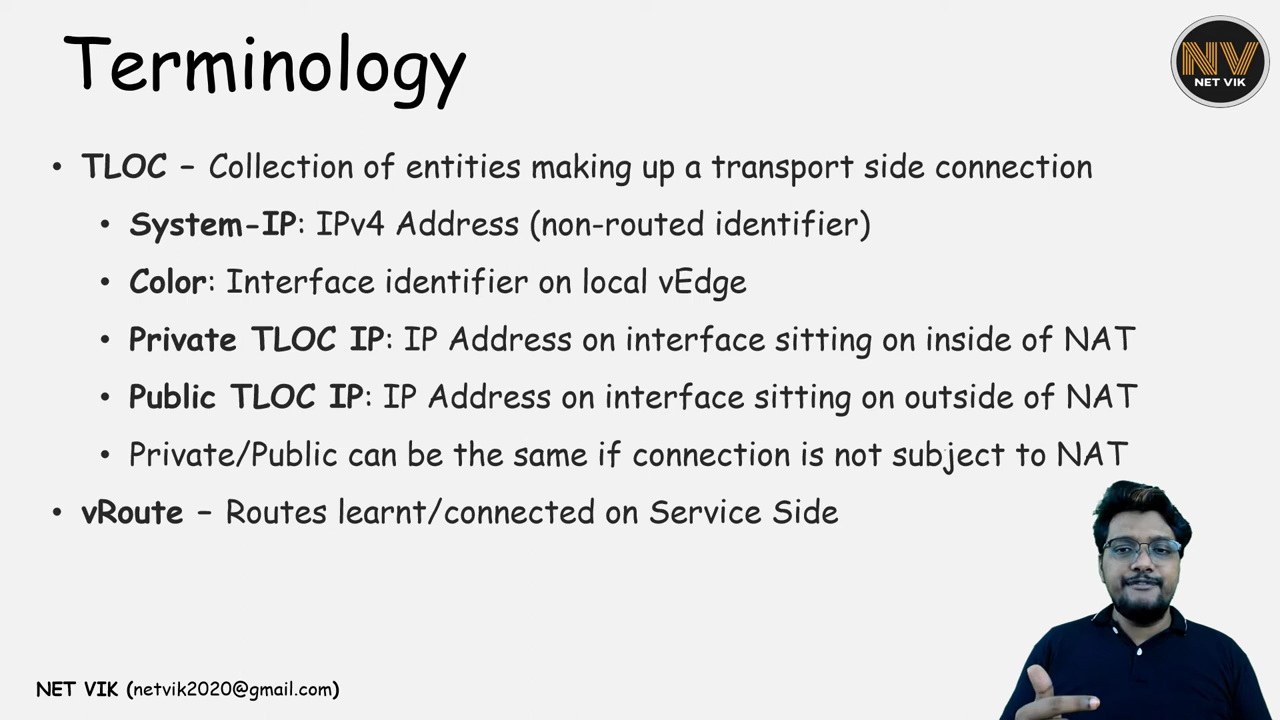 Terminology
NV
NET VIK
• TLOC – Collection of entities making up a transport side connection
• System-IP: IPv4 Address (non-routed identifier)
• Color: Interface identifier on local vEdge
• Private TLOC IP: IP Address on interface sitting on inside of NAT
• Public TLOC IP: IP Address on interface sitting on outside of NAT
• Private/Public can be the same if connection is not subject to NAT
• vRoute – Routes learnt/connected on Service Side
NET VIK (netvik2020@gmail.com)